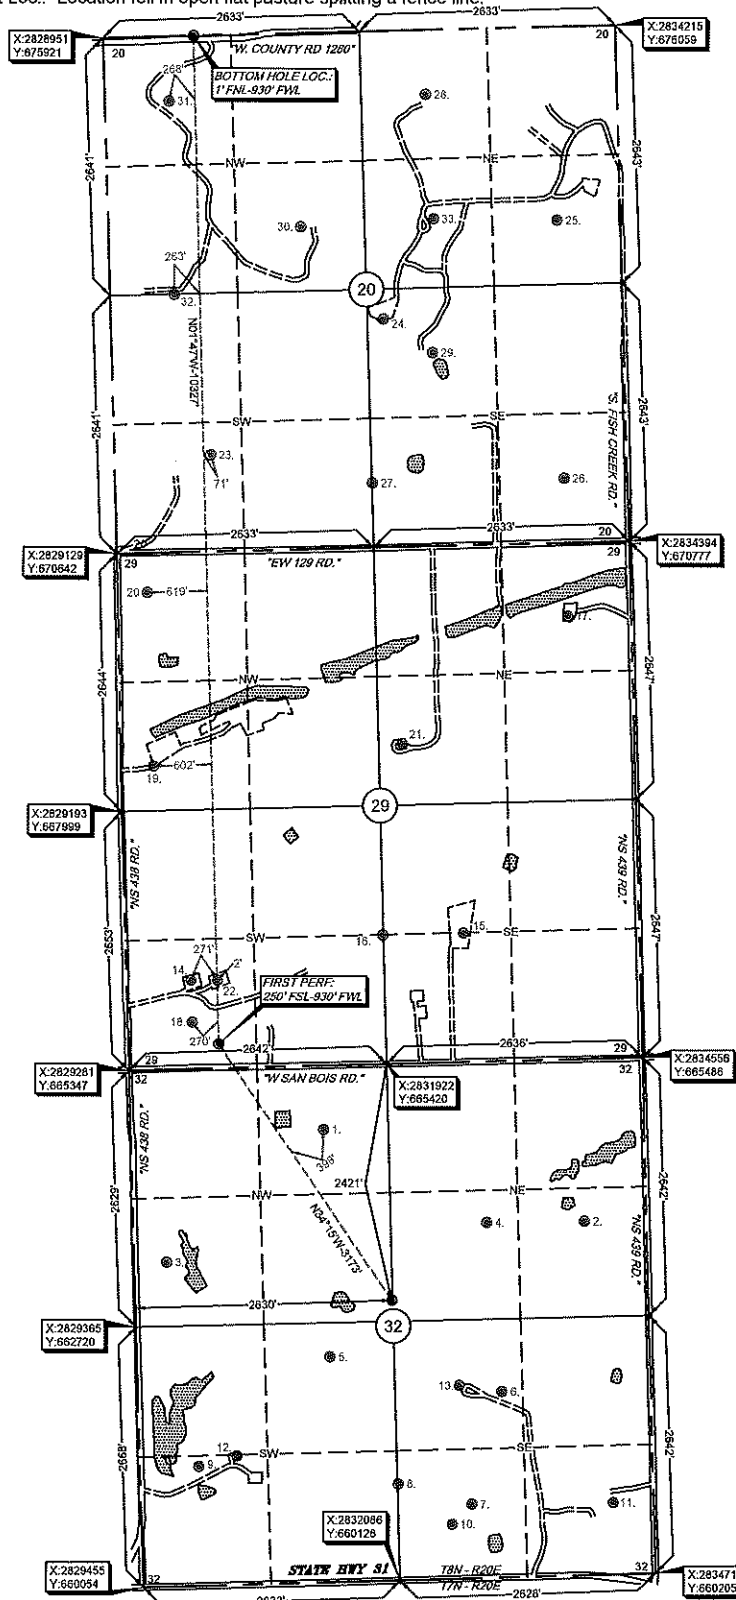 Location fell in open flat pasture splitting a fence line.
2633'
2633'
X:2828951
Y:675921
X:2834215
Y:676059
20
"W. COUNTY RD 1260"
20
BOTTOM HOLE LOC.:
1' FNL-930' FWL
268'
31.
28.
2641'
NW
NE
2643'
30.
33.
25.
263'
32.
20
24.
N01°47'W-10327'
29.
2641'
SW
SE
"S. FISH CREEK RD."
2643'
23.
71'
27.
26.
2633'
2633'
20
X:2829129
Y:670642
29
"EW 129 RD."
29
X:2834394
Y:670777
20
619'
17.
2644'
NW
NE
2647'
21.
602'
19.
X:2829193
Y:667999
29
"NS 438 RD."
"NS 439 RD."
2653'
SW
16.
15.
SE
2647'
271'
14.
2'
22.
FIRST PERF:
250' FSL-930' FWL
18.
270'
2642'
2636'
29
29
X:2829281
Y:665347
32
"W SAN BOIS RD."
X:2831922
Y:665420
32
X:2834556
Y:665486
"NS 438 RD."
1.
398'
2629'
NW
2421'
NE
2642'
4.
2.
"NS 439 RD."
3.
N34°15'W-3173'
2630'
32
X:2829365
Y:662720
5.
13.
6.
2668'
12.
SW
SE
2642'
9.
8.
7.
11.
10.
X:2832086
Y:660126
X:2829455
Y:660054
32
STATE HWY 31
T8N - R20E
T7N - R20E
32
X:283471
Y:660205
2628'